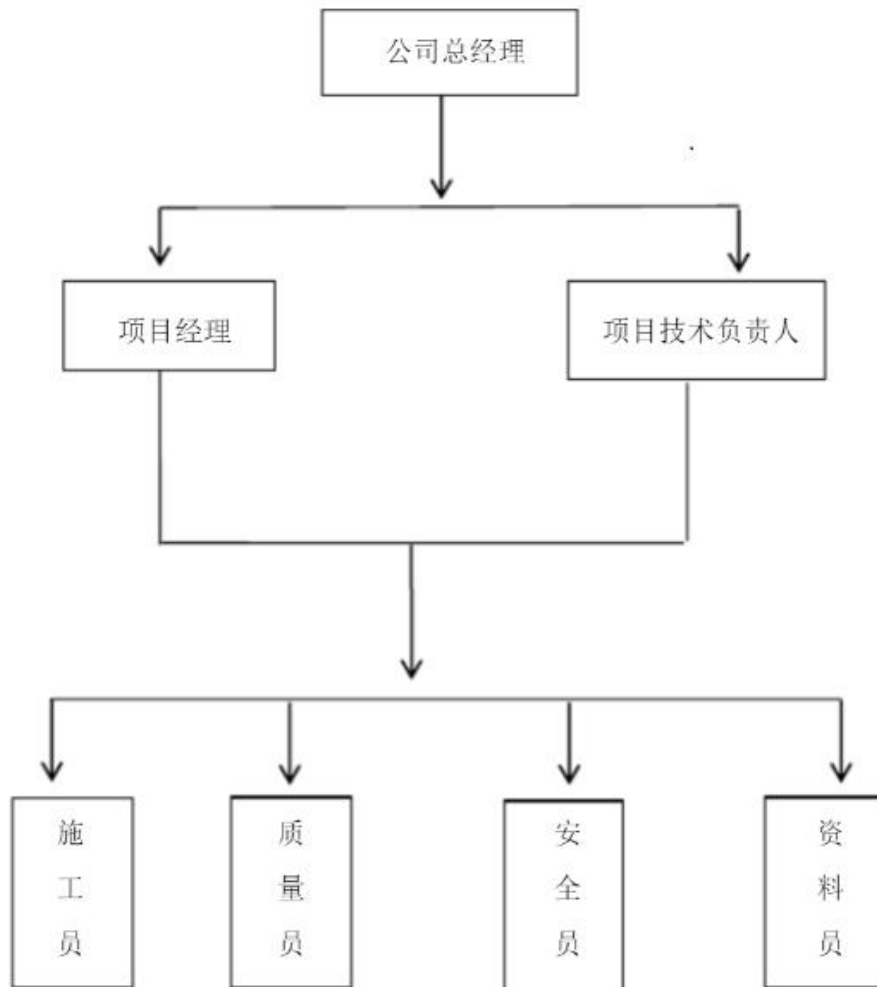 公司总经理
项目经理
项目技术负责人
施工员
质量员
安全员
资料员